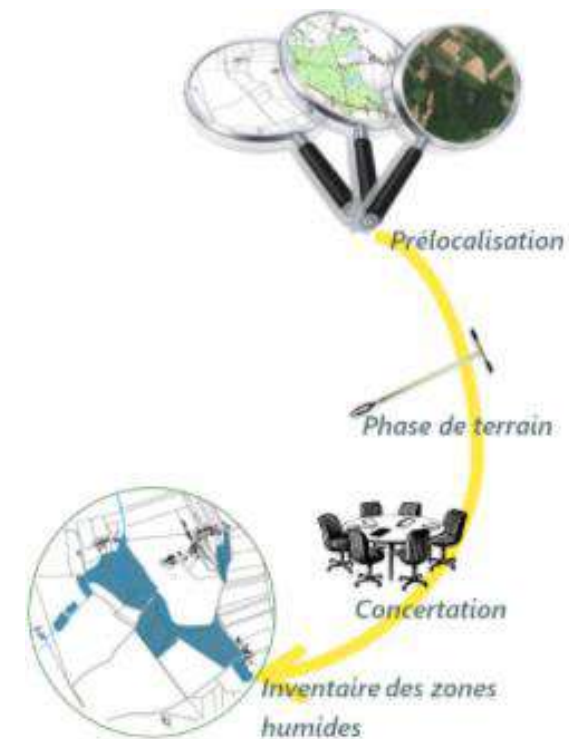 Prélocalisation
Phase de terrain
Concertation
Inventaire des zones
humides